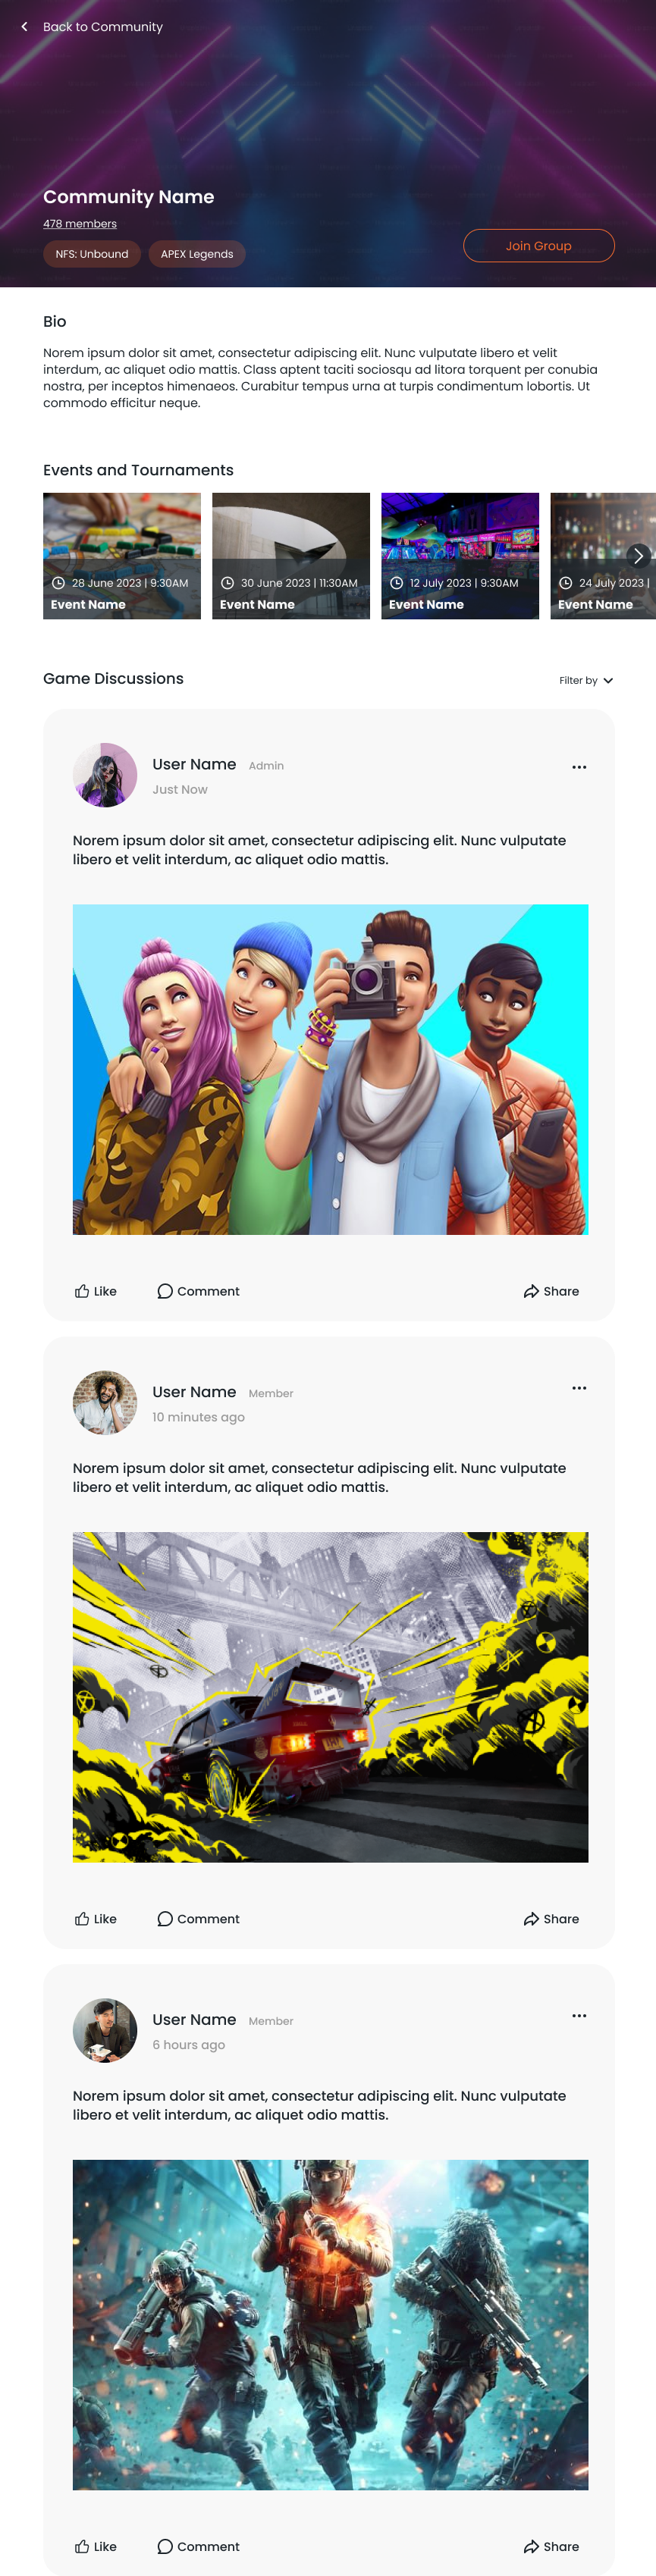 Back to Community
Community Name
478 members
NFS: Unbound
APEX Legends
Join Group
Bio
Norem ipsum dolor sit amet, consectetur adipiscing elit. Nunc vulputate libero et velit
interdum, ac aliquet odio mattis. Class aptent taciti sociosqu ad litora torquent per conubia
nostra, per inceptos himenaeos. Curabitur tempus urna at turpis condimentum lobortis. Ut
commodo efficitur neque.
Events and Tournaments
28 June 2023 | 9:30AM
Event Name
30 June 2023 | 11:30AM
Event Name
12 July 2023 | 9:30AM
Event Name
24 July 2023 |
Event Name
Game Discussions
Filter by
User Name Admin
Just Now
Norem ipsum dolor sit amet, consectetur adipiscing elit. Nunc vulputate
libero et velit interdum, ac aliquet odio mattis.
Like Comment Share
User Name Member
10 minutes ago
Norem ipsum dolor sit amet, consectetur adipiscing elit. Nunc vulputate
libero et velit interdum, ac aliquet odio mattis.
Like Comment Share
User Name Member
6 hours ago
Norem ipsum dolor sit amet, consectetur adipiscing elit. Nunc vulputate
libero et velit interdum, ac aliquet odio mattis.
Like Comment Share